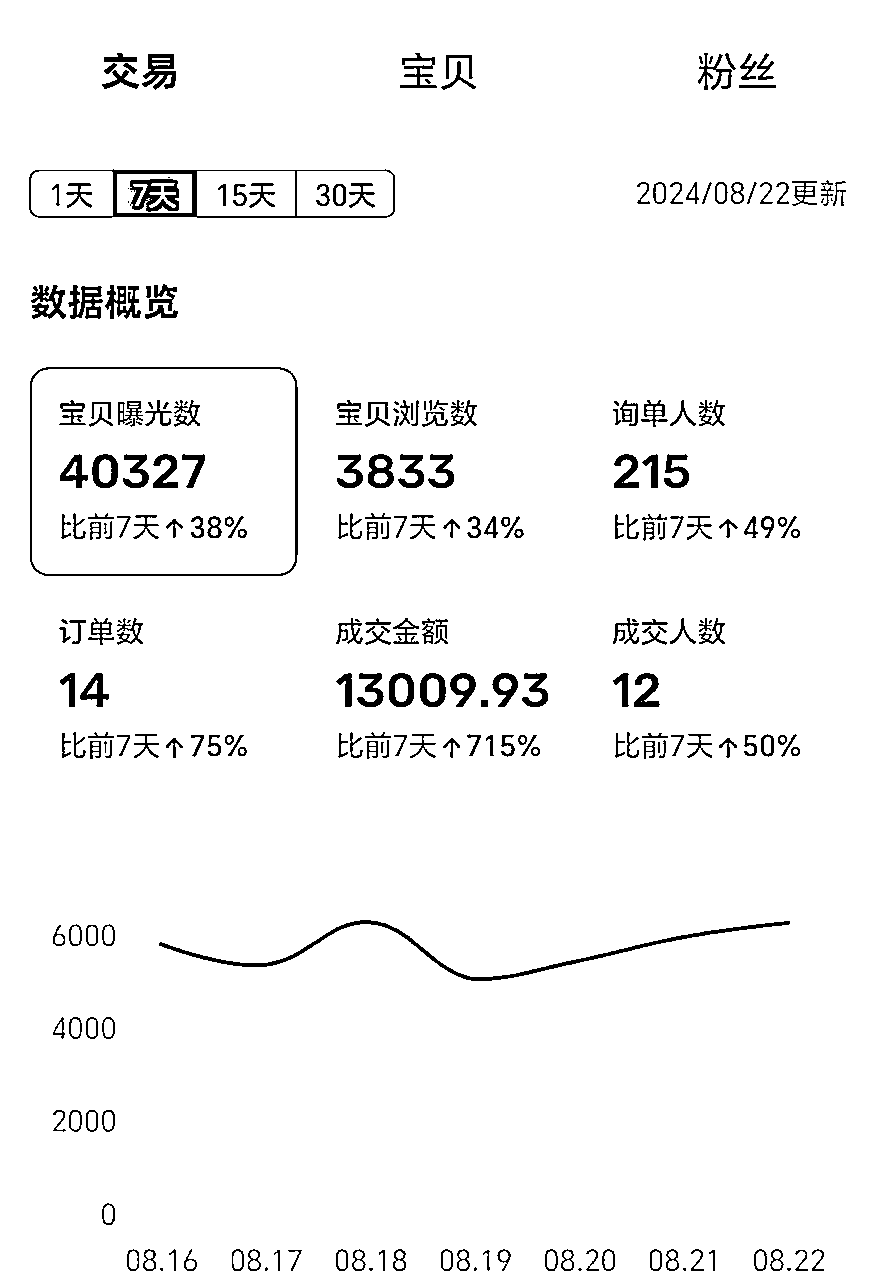 交易 宝贝 粉丝
1天 7天 15天 30天 2024/08/22更新
数据概览
宝贝曝光数 宝贝浏览数 询单人数
40327 3833 215
比前7天↑38% 比前7天↑34% 比前7天↑49%
订单数 成交金额 成交人数
14 13009.93 12
比前7天↑75% 比前7天↑715% 比前7天↑50%
6000
4000
2000
0
08.16 08.17 08.18 08.19 08.20 08.21 08.22